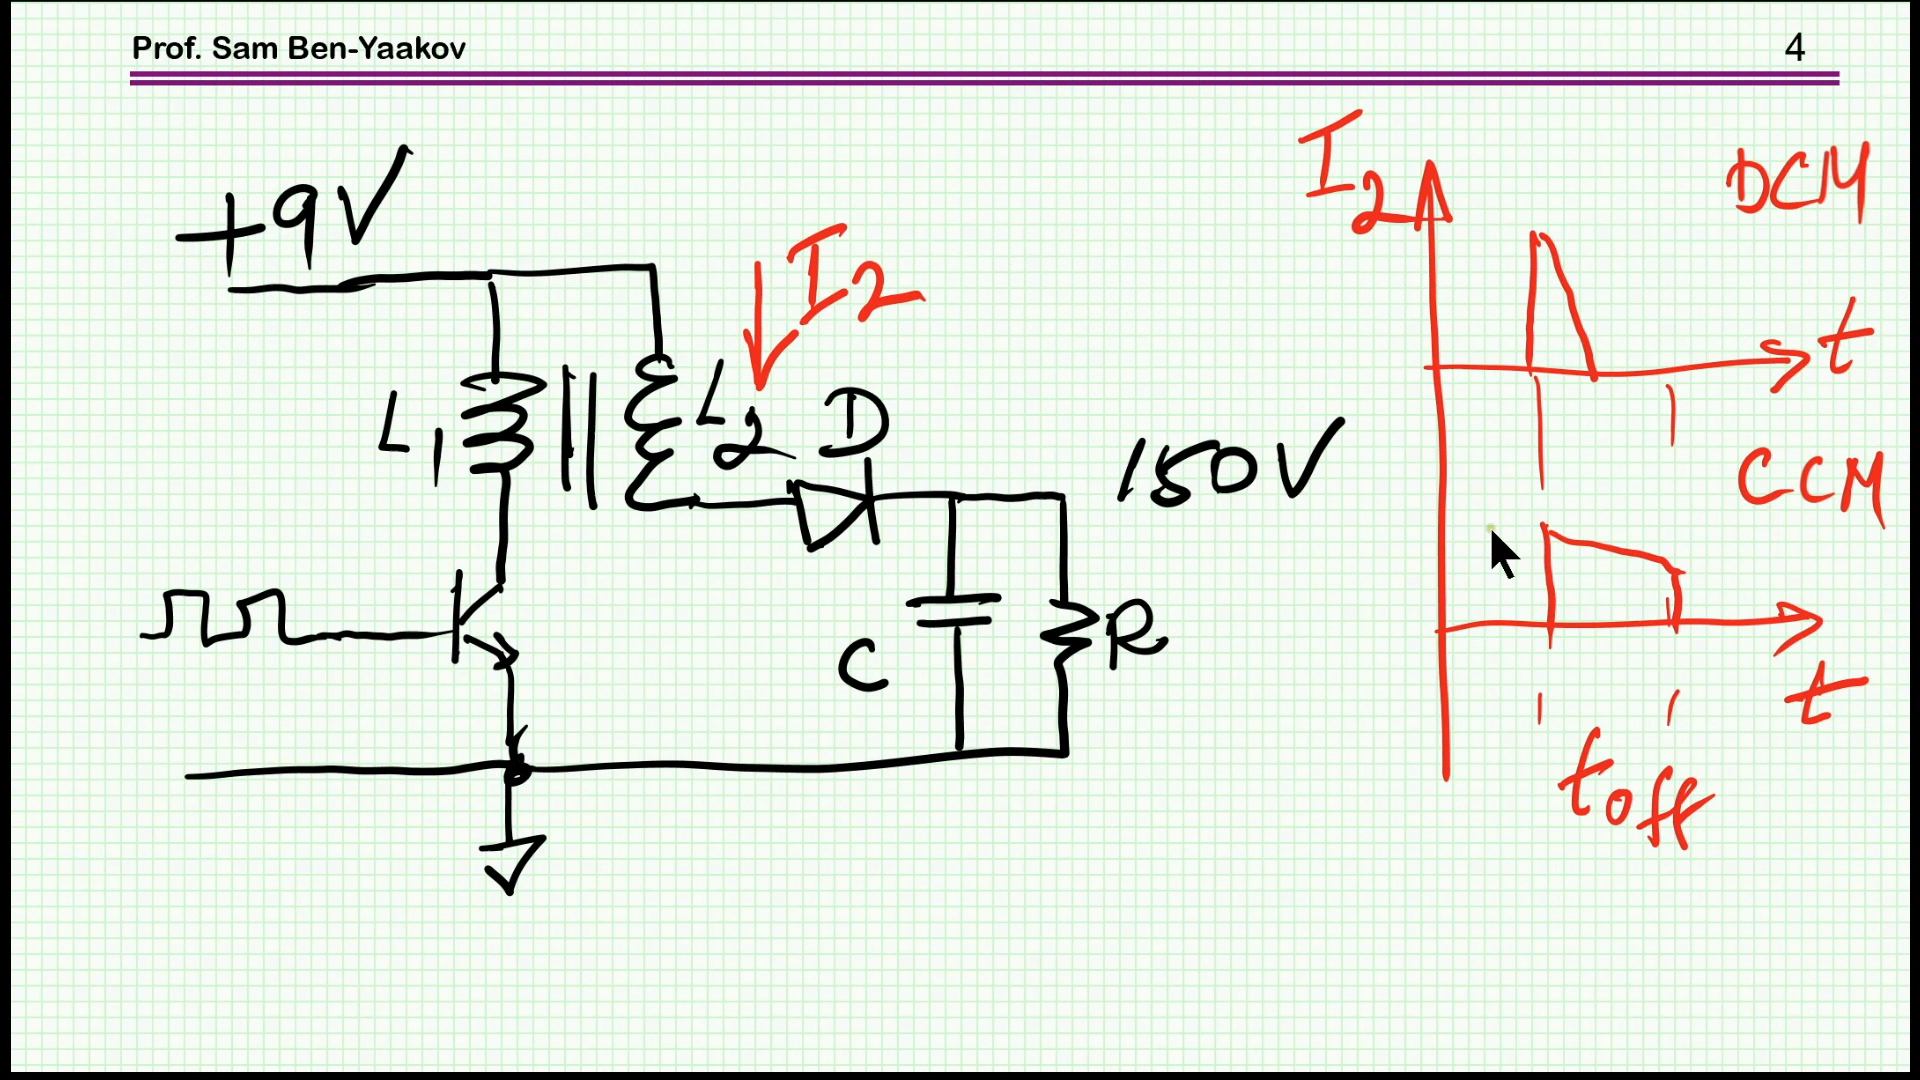 Prof. Sam Ben-Yaakov
4
+9V
I2
L1
L2
D
150V
C
R
I2
DCM
t
CCM
t
toff